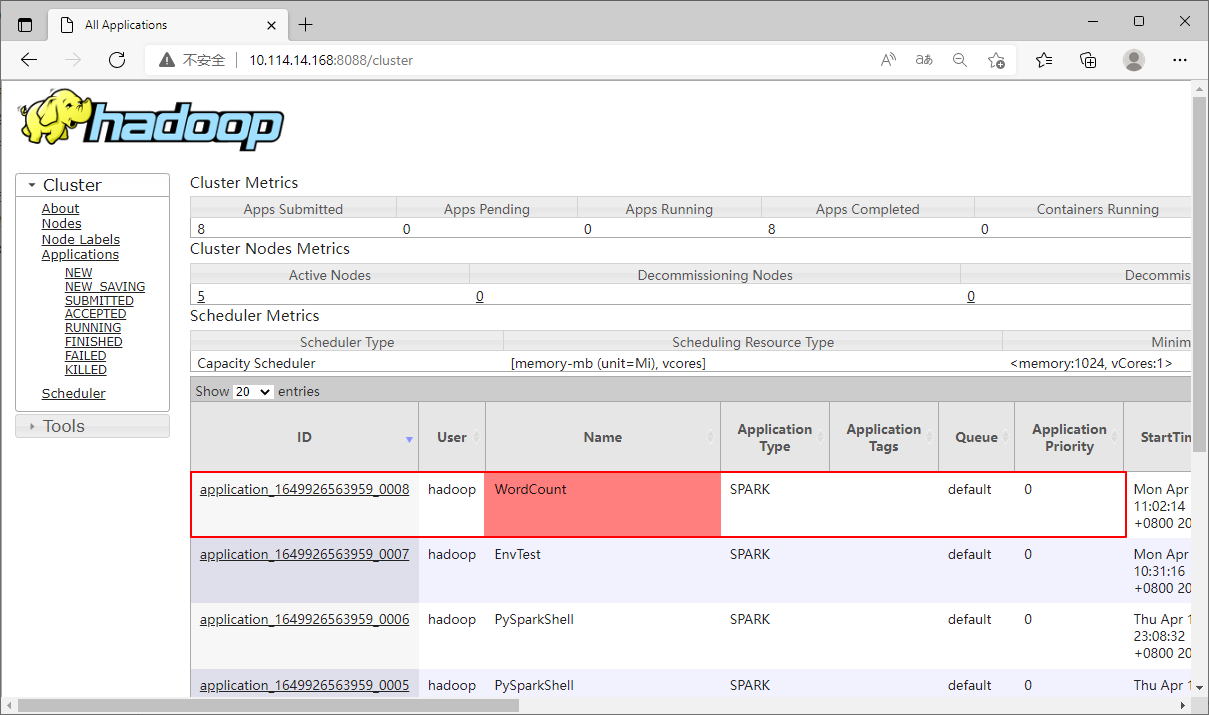 All Applications
不安全 10.114.14.168:8088/cluster
hadoop
Cluster
About
Nodes
Node Labels
Applications
NEW
NEW_SAVING
SUBMITTED
ACCEPTED
RUNNING
FINISHED
FAILED
KILLED
Scheduler
Tools
Cluster Metrics
Apps Submitted Apps Pending Apps Running Apps Completed Containers Running
8 0 0 8 0
Cluster Nodes Metrics
Active Nodes Decommissioning Nodes Decommis
5 0 0
Scheduler Metrics
Scheduler Type Scheduling Resource Type Minim
Capacity Scheduler [memory-mb (unit=Mi), vcores] <memory:1024, vCores:1>
Show 20 entries
ID User Name Application Type Application Tags Queue Application Priority StartTim
application_1649926563959_0008 hadoop WordCount SPARK default 0 Mon Apr
11:02:14
+0800 20
application_1649926563959_0007 hadoop EnvTest SPARK default 0 Mon Apr
10:31:16
+0800 20
application_1649926563959_0006 hadoop PySparkShell SPARK default 0 Thu Apr 1
23:08:32
+0800 20
application_1649926563959_0005 hadoop PySparkShell SPARK default 0 Thu Apr 1